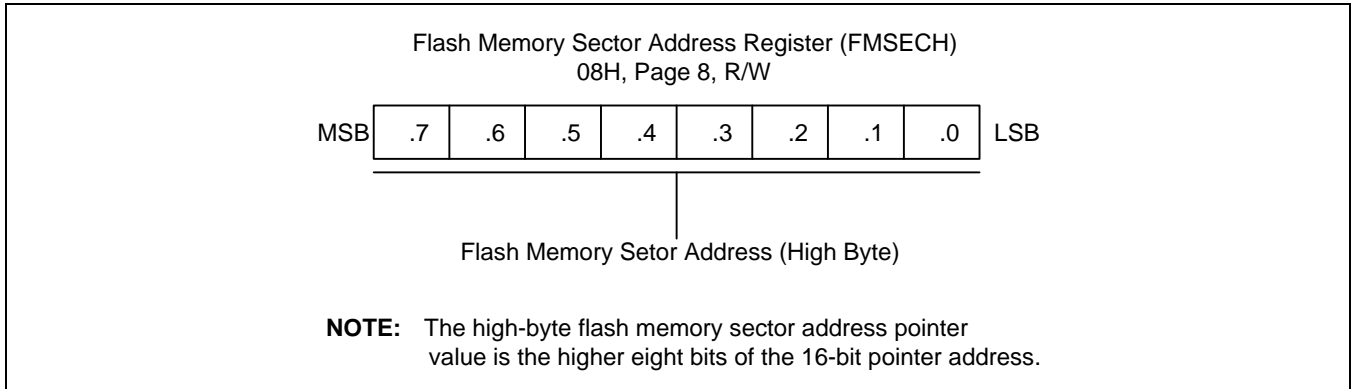 Flash Memory Sector Address Register (FMSECH)
08H, Page 8, R/W
MSB .7 .6 .5 .4 .3 .2 .1 .0 LSB
Flash Memory Setor Address (High Byte)
NOTE: The high-byte flash memory sector address pointer
value is the higher eight bits of the 16-bit pointer address.